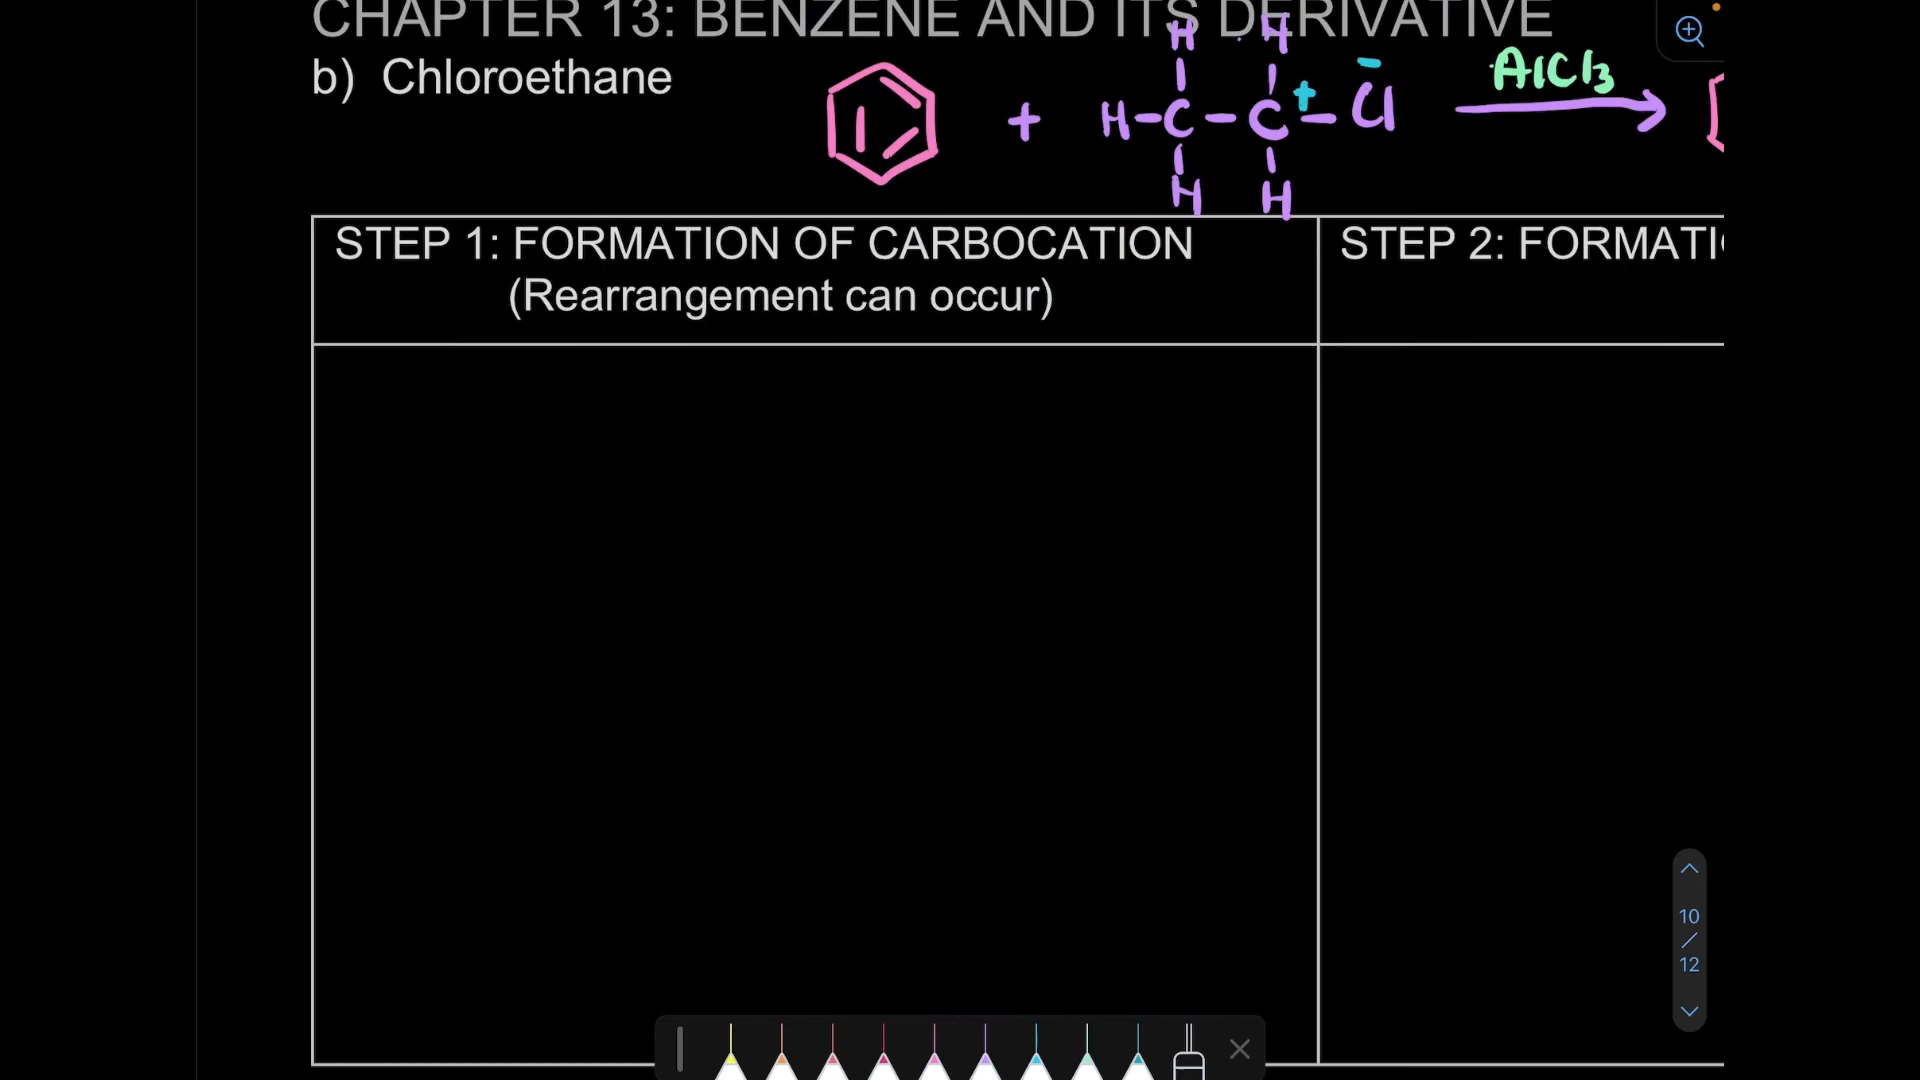 CHAPTER 13: BENZENE AND ITS DERIVATIVE
b) Chloroethane
H H
+ H-C-C+-Cl- AlCl3
H H
STEP 1: FORMATION OF CARBOCATION
(Rearrangement can occur)
STEP 2: FORMATI
10
/
12